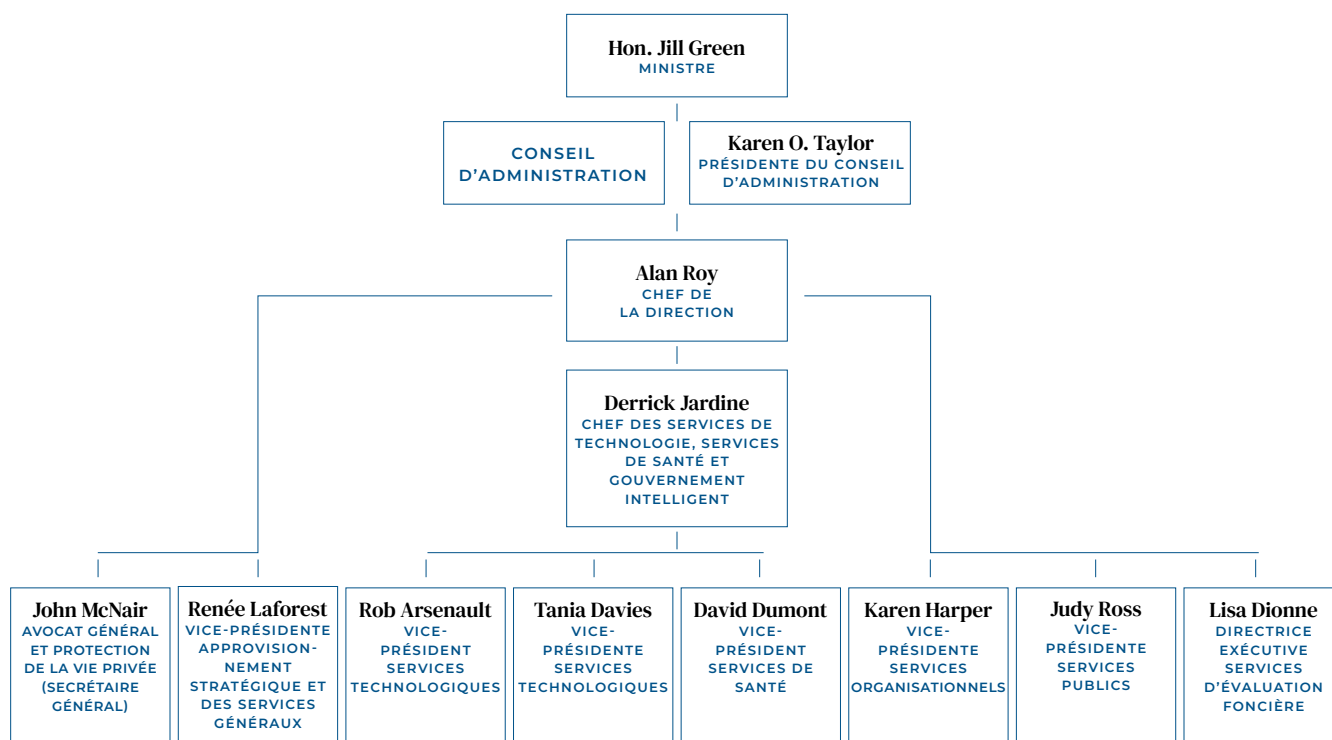 Hon. Jill Green
MINISTRE
CONSEIL
D’ADMINISTRATION
Karen O. Taylor
PRÉSIDENTE DU CONSEIL
D’ADMINISTRATION
Alan Roy
CHEF DE
LA DIRECTION
Derrick Jardine
CHEF DES SERVICES DE
TECHNOLOGIE, SERVICES
DE SANTÉ ET
GOUVERNEMENT
INTELLIGENT
John McNair
AVOCAT GÉNÉRAL
ET PROTECTION
DE LA VIE PRIVÉE
(SECRÉTAIRE
GÉNÉRAL)
Renée Laforest
VICE-PRÉSIDENTE
APPROVISION-
NEMENT
STRATÉGIQUE ET
DES SERVICES
GÉNÉRAUX
Rob Arsenault
VICE-
PRÉSIDENT
SERVICES
TECHNOLOGIQUES
Tania Davies
VICE-
PRÉSIDENTE
SERVICES
TECHNOLOGIQUES
David Dumont
VICE-
PRÉSIDENT
SERVICES DE
SANTÉ
Karen Harper
VICE-
PRÉSIDENTE
SERVICES
ORGANISATIONNELS
Judy Ross
VICE-
PRÉSIDENTE
SERVICES
PUBLICS
Lisa Dionne
DIRECTRICE
EXÉCUTIVE
SERVICES
D’ÉVALUATION
FONCIÈRE